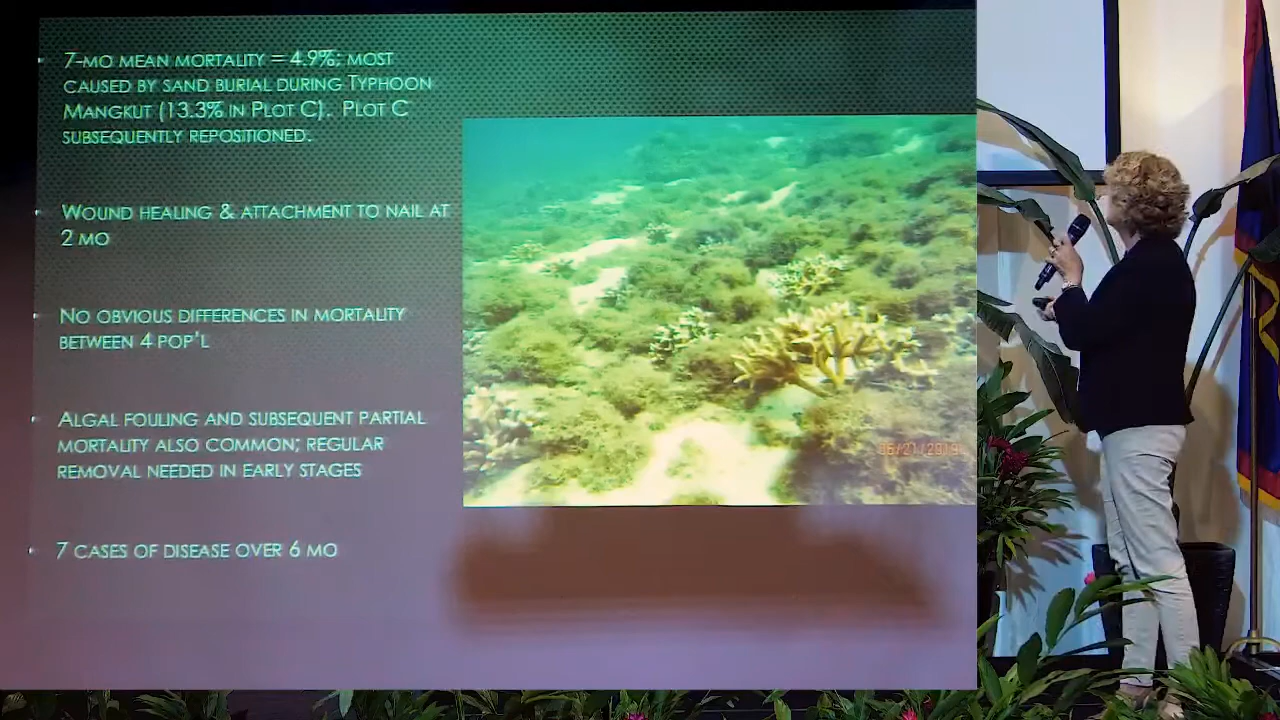 7-MO MEAN MORTALITY = 4.9%; MOST
CAUSED BY SAND BURIAL DURING TYPHOON
MANGKUT (13.3% IN PLOT C). PLOT C
SUBSEQUENTLY REPOSITIONED.
WOUND HEALING & ATTACHMENT TO NAIL AT
2 MO
NO OBVIOUS DIFFERENCES IN MORTALITY
BETWEEN 4 POP'L
ALGAL FOULING AND SUBSEQUENT PARTIAL
MORTALITY ALSO COMMON; REGULAR
REMOVAL NEEDED IN EARLY STAGES
7 CASES OF DISEASE OVER 6 MO